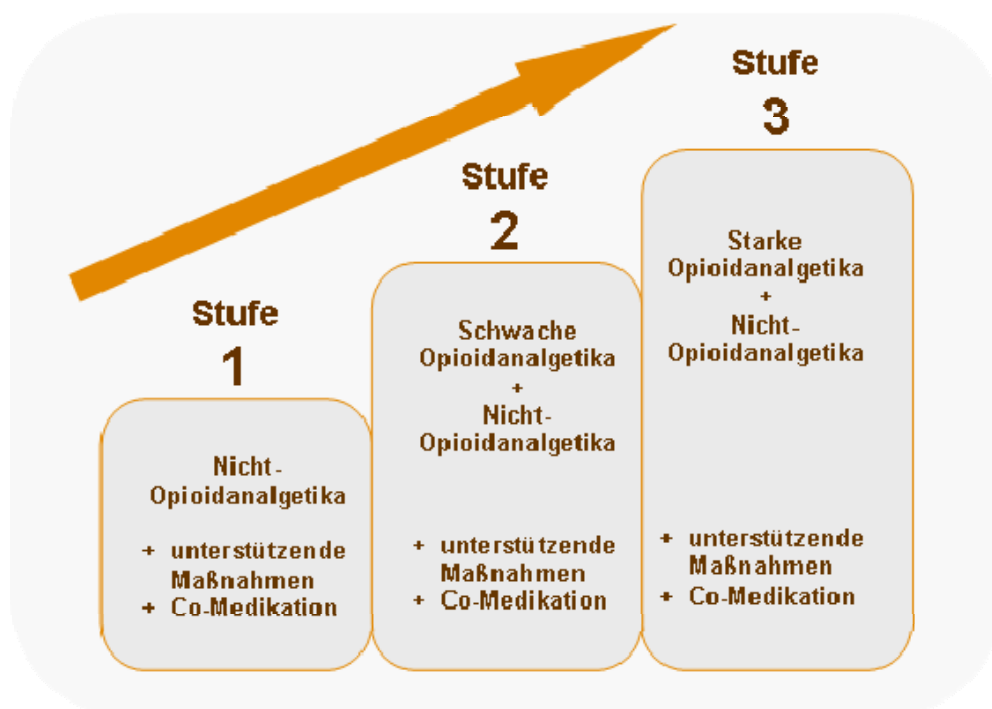 Stufe
1
Nicht-
Opioidanalgetika
+ unterstützende
Maßnahmen
+ Co-Medikation
Stufe
2
Schwache
Opioidanalgetika
+
Nicht-
Opioidanalgetika
+ unterstützende
Maßnahmen
+ Co-Medikation
Stufe
3
Starke
Opioidanalgetika
+
Nicht-
Opioidanalgetika
+ unterstützende
Maßnahmen
+ Co-Medikation